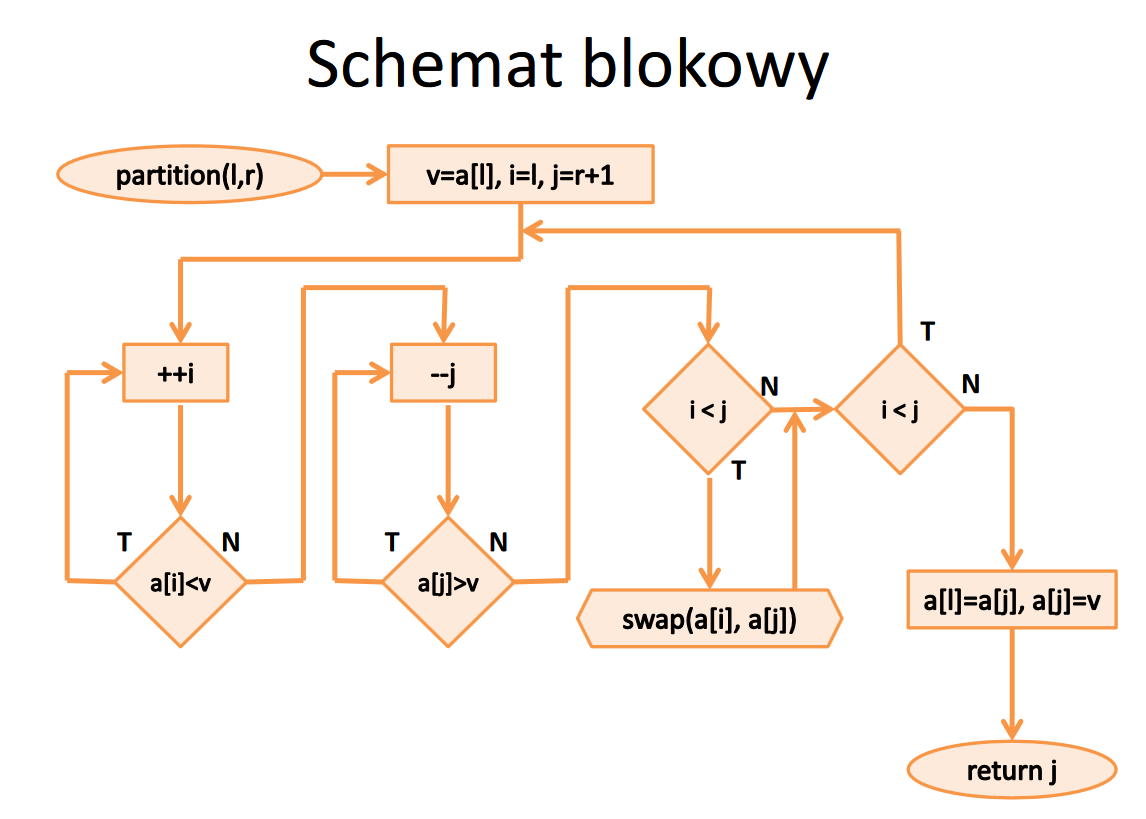 Schemat blokowy
partition(l,r)
v=a[l], i=l, j=r+1
++i
a[i]<v
T
N
--j
a[j]>v
T
N
i < j
N
T
swap(a[i], a[j])
i < j
T
N
a[l]=a[j], a[j]=v
return j